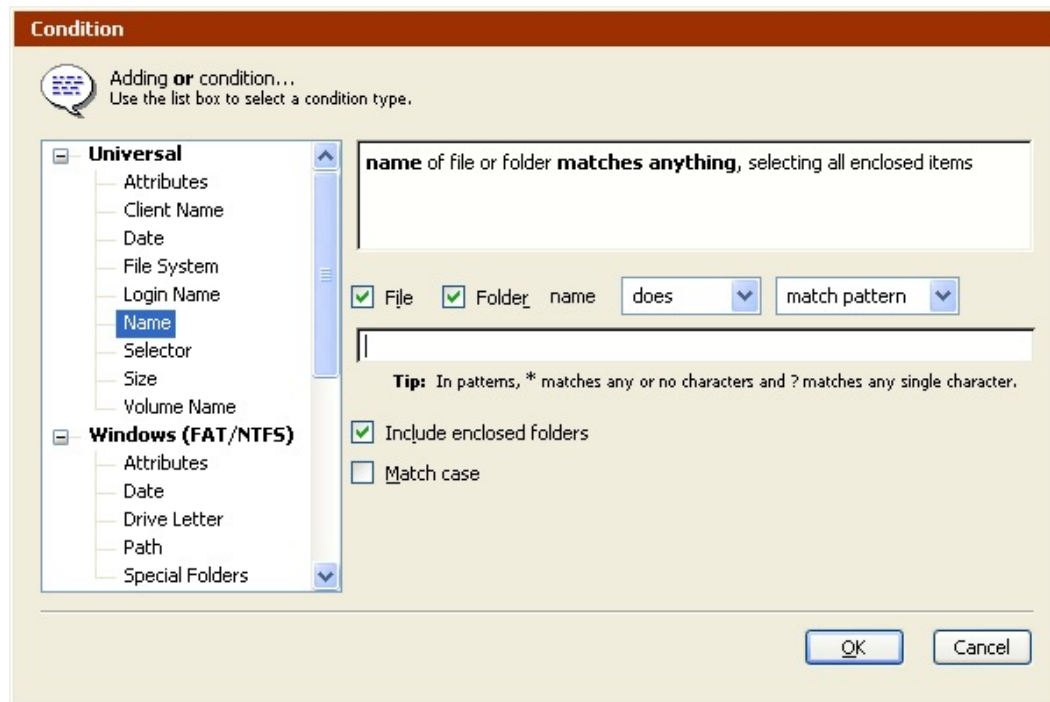 Condition
Adding or condition...
Use the list box to select a condition type.
Universal
Attributes
Client Name
Date
File System
Login Name
Name
Selector
Size
Volume Name
Windows (FAT/NTFS)
Attributes
Date
Drive Letter
Path
Special Folders
name of file or folder matches anything, selecting all enclosed items
File Folder name does match pattern
Tip: In patterns, * matches any or no characters and ? matches any single character.
Include enclosed folders
Match case
OK Cancel